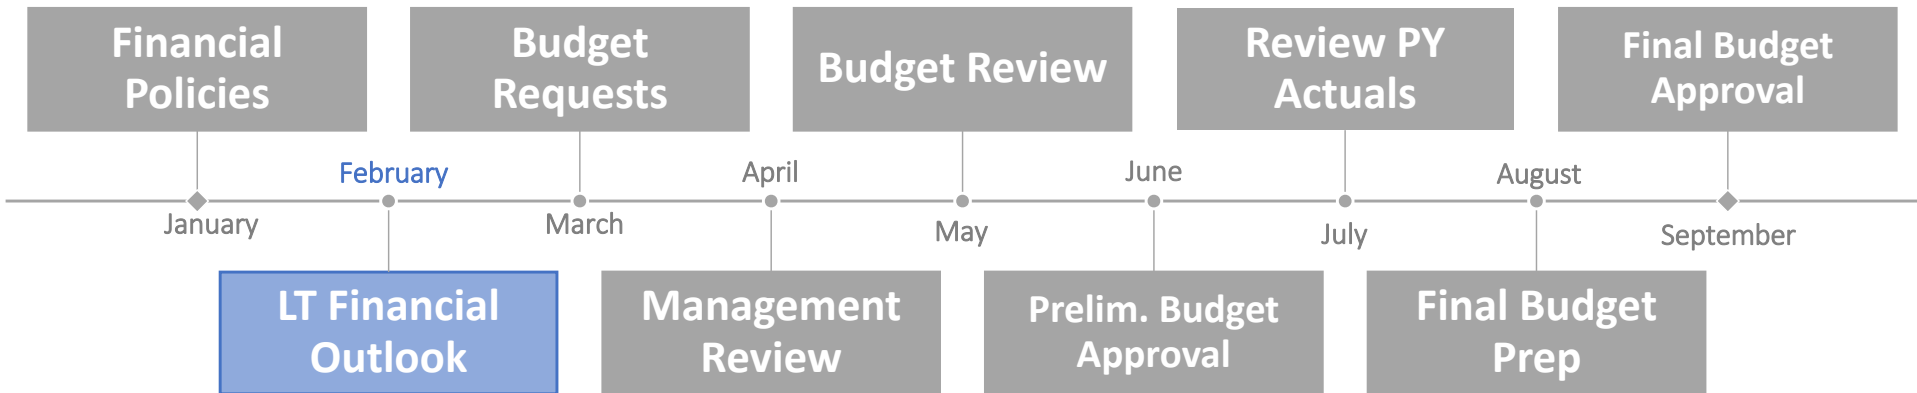 Financial
Policies
Budget
Requests
Budget Review
Review PY
Actuals
Final Budget
Approval
February
April
June
August
January
March
May
July
September
LT Financial
Outlook
Management
Review
Prelim. Budget
Approval
Final Budget
Prep